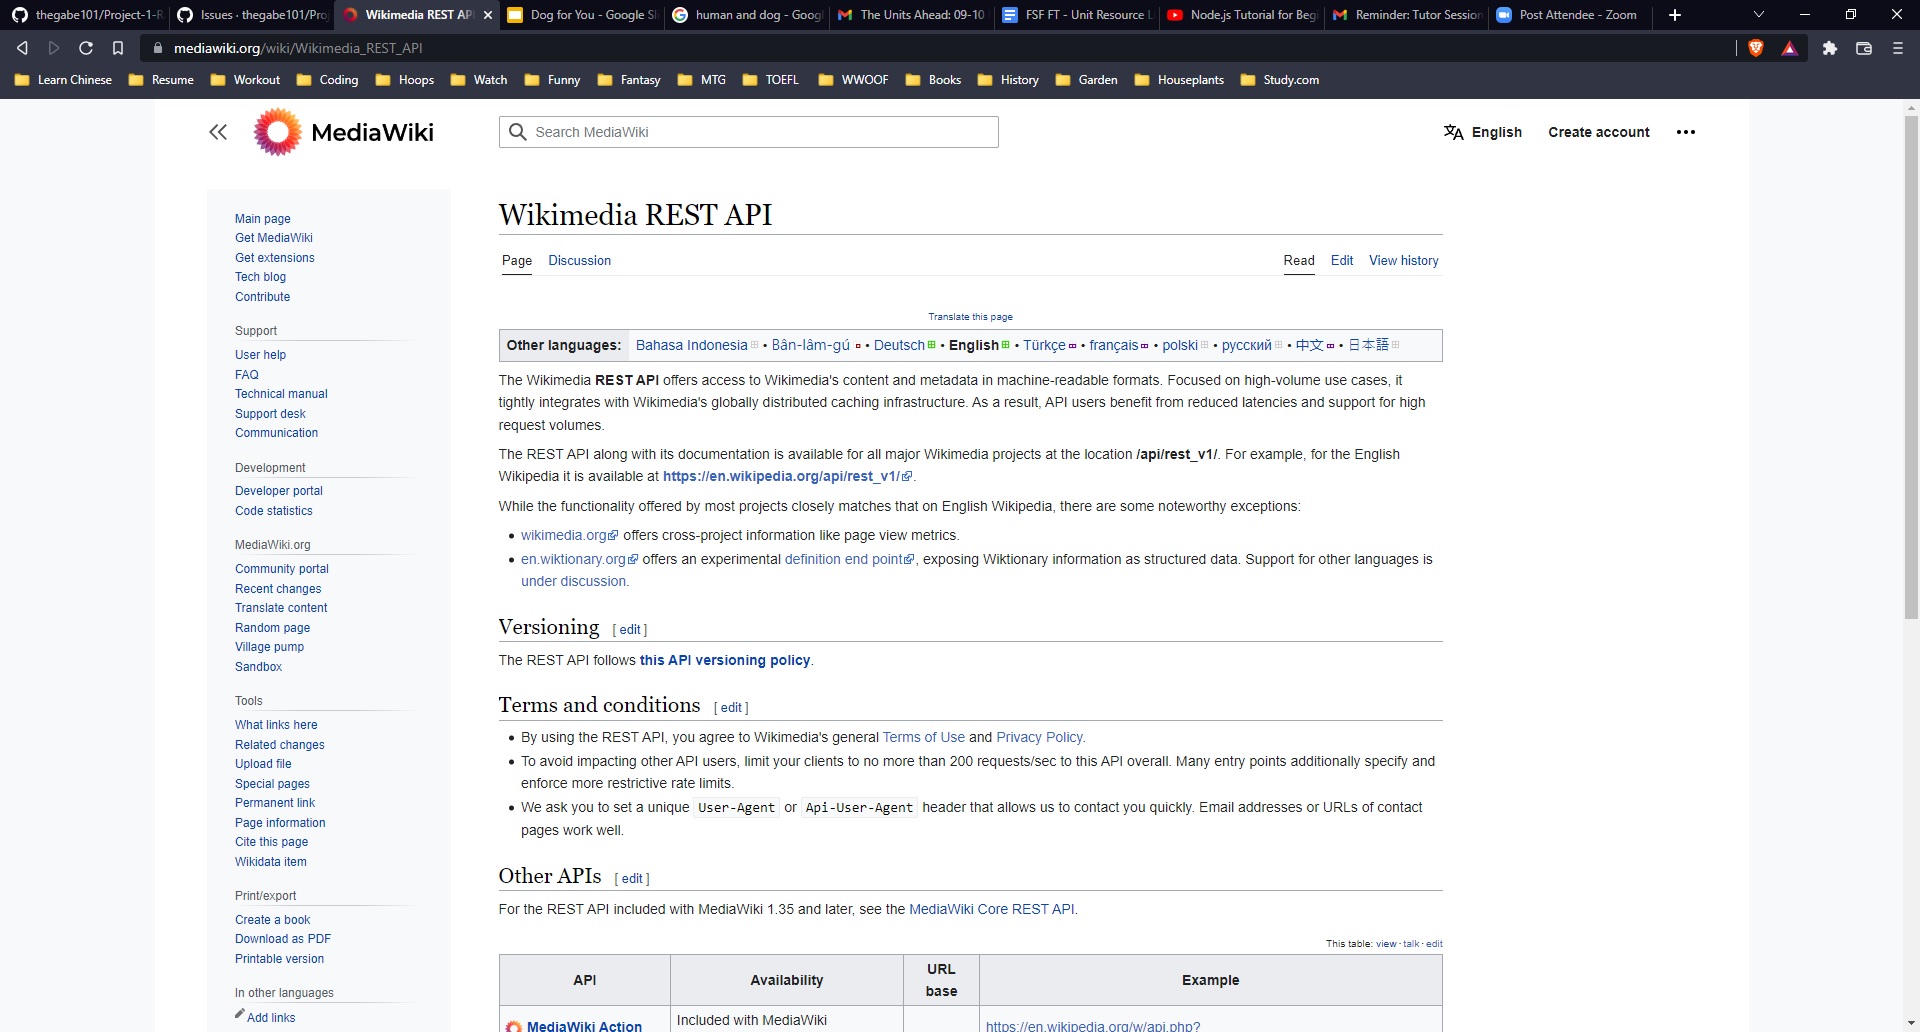 thegabe101/Project-1-R
Issues · thegabe101/Pro
Wikimedia REST AP
Dog for You - Google Sl
human and dog - Goog
The Units Ahead: 09-10
FSF FT - Unit Resource L
Node.js Tutorial for Beg
Reminder: Tutor Session
Post Attendee - Zoom
mediawiki.org/wiki/Wikimedia_REST_API
Learn Chinese Resume Workout Coding Hoops Watch Funny Fantasy MTG TOEFL WWOOF Books History Garden Houseplants Study.com
MediaWiki
Search MediaWiki
English Create account
Main page
Get MediaWiki
Get extensions
Tech blog
Contribute
Support
User help
FAQ
Technical manual
Support desk
Communication
Development
Developer portal
Code statistics
MediaWiki.org
Community portal
Recent changes
Translate content
Random page
Village pump
Sandbox
Tools
What links here
Related changes
Upload file
Special pages
Permanent link
Page information
Cite this page
Wikidata item
Print/export
Create a book
Download as PDF
Printable version
In other languages
Add links
Wikimedia REST API
Page Discussion Read Edit View history
Translate this page
Other languages: Bahasa Indonesia • Bân-lâm-gú • Deutsch • English • Türkçe • français • polski • русский • 中文 • 日本語
The Wikimedia REST API offers access to Wikimedia's content and metadata in machine-readable formats. Focused on high-volume use cases, it
tightly integrates with Wikimedia's globally distributed caching infrastructure. As a result, API users benefit from reduced latencies and support for high
request volumes.
The REST API along with its documentation is available for all major Wikimedia projects at the location /api/rest_v1/. For example, for the English
Wikipedia it is available at https://en.wikipedia.org/api/rest_v1/.
While the functionality offered by most projects closely matches that on English Wikipedia, there are some noteworthy exceptions:
• wikimedia.org offers cross-project information like page view metrics.
• en.wiktionary.org offers an experimental definition end point, exposing Wiktionary information as structured data. Support for other languages is
under discussion.
Versioning [ edit ]
The REST API follows this API versioning policy.
Terms and conditions [ edit ]
• By using the REST API, you agree to Wikimedia's general Terms of Use and Privacy Policy.
• To avoid impacting other API users, limit your clients to no more than 200 requests/sec to this API overall. Many entry points additionally specify and
enforce more restrictive rate limits.
• We ask you to set a unique User-Agent or Api-User-Agent header that allows us to contact you quickly. Email addresses or URLs of contact
pages work well.
Other APIs [ edit ]
For the REST API included with MediaWiki 1.35 and later, see the MediaWiki Core REST API.
This table: view · talk · edit
API Availability URL base Example
MediaWiki Action Included with MediaWiki https://en.wikipedia.org/w/api.php?